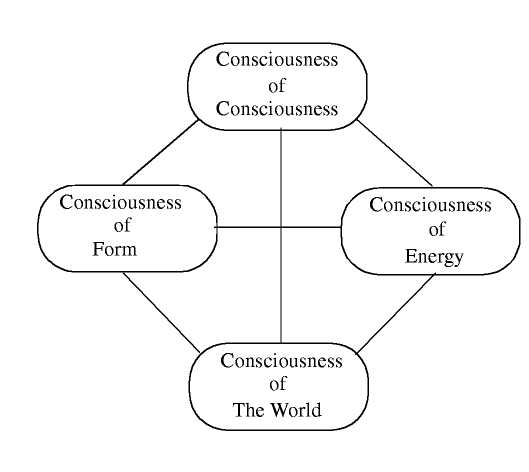 Consciousness
of
Consciousness
Consciousness
of
Form
Consciousness
of
Energy
Consciousness
of
The World